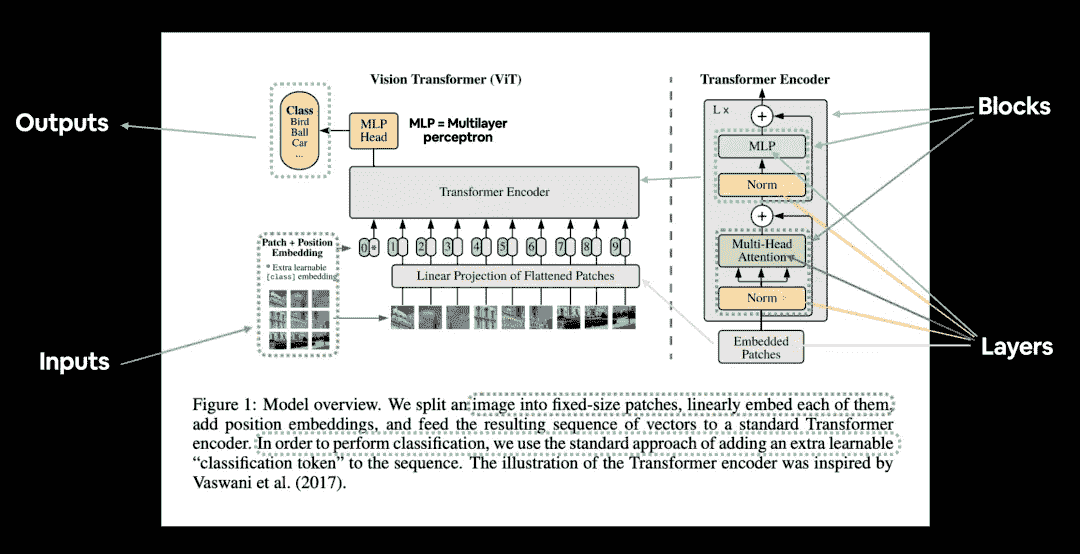 Vision Transformer (ViT)
Transformer Encoder
Outputs
Class
Bird
Ball
Car
...
MLP
Head
MLP = Multilayer
perceptron
Transformer Encoder
Patch + Position
Embedding
* Extra learnable
[class] embedding
0 * 1 2 3 4 5 6 7 8 9
Linear Projection of Flattened Patches
Inputs
L x
+
MLP
Norm
+
Multi-Head
Attention
Norm
Embedded
Patches
Blocks
Layers
Figure 1: Model overview. We split an image into fixed-size patches, linearly embed each of them,
add position embeddings, and feed the resulting sequence of vectors to a standard Transformer
encoder. In order to perform classification, we use the standard approach of adding an extra learnable
“classification token” to the sequence. The illustration of the Transformer encoder was inspired by
Vaswani et al. (2017).